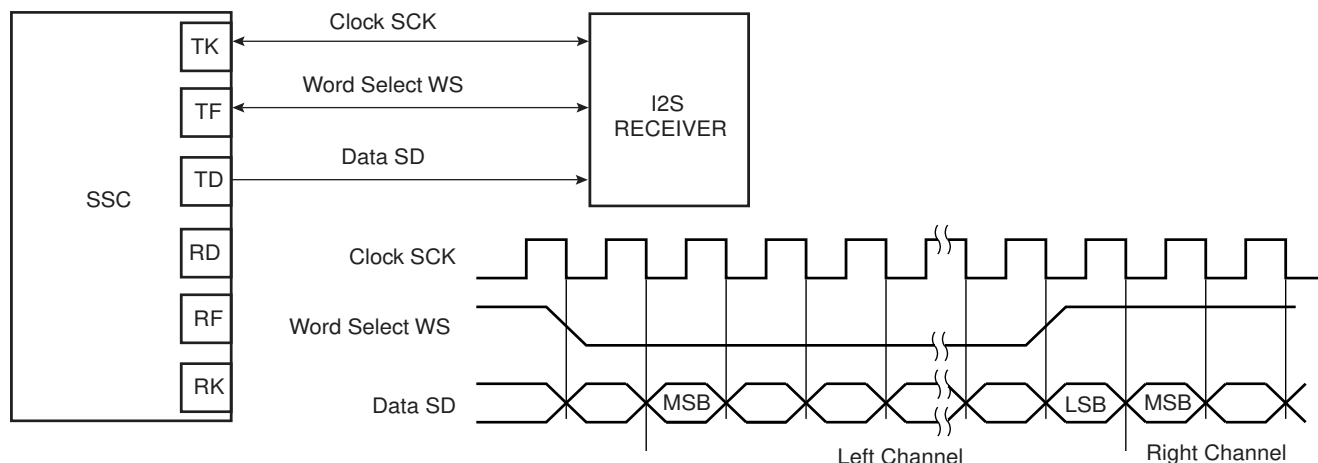 SSC
TK
TF
TD
RD
RF
RK
Clock SCK
Word Select WS
Data SD
I2S
RECEIVER
Clock SCK
Word Select WS
Data SD
MSB
LSB
MSB
Left Channel
Right Channel